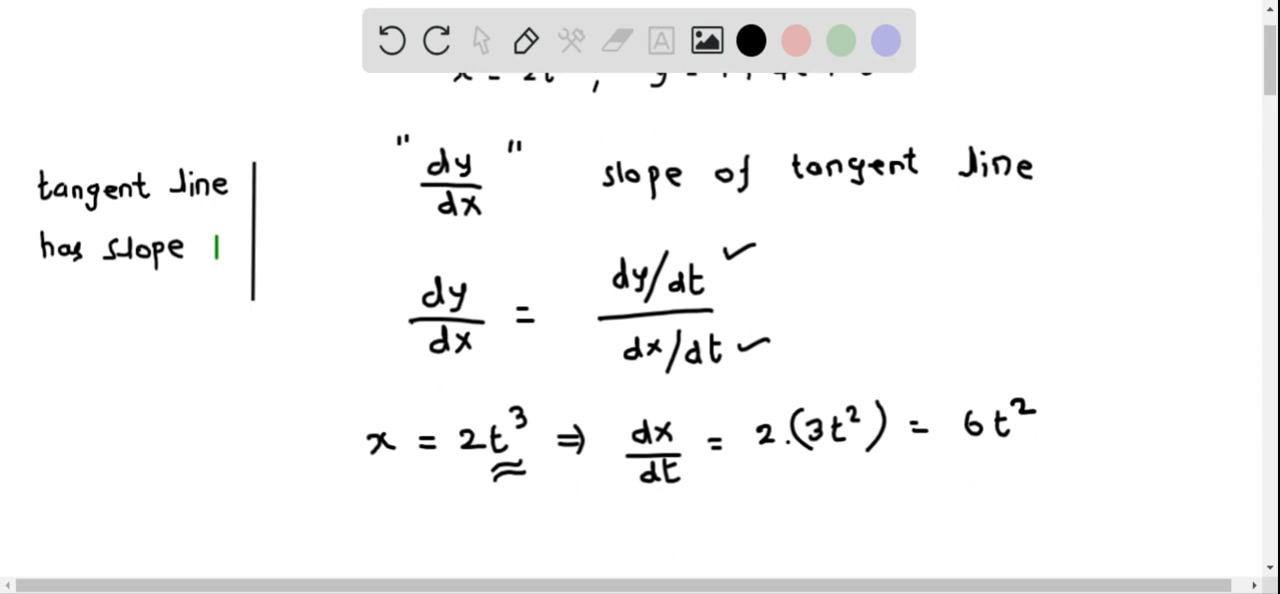 "dy/dx" slope of tangent line
tangent line
has slope 1
dy/dx = (dy/dt ✓)/(dx/dt ✓)
x = 2t³ ⇒ dx/dt = 2.(3t²) = 6t²